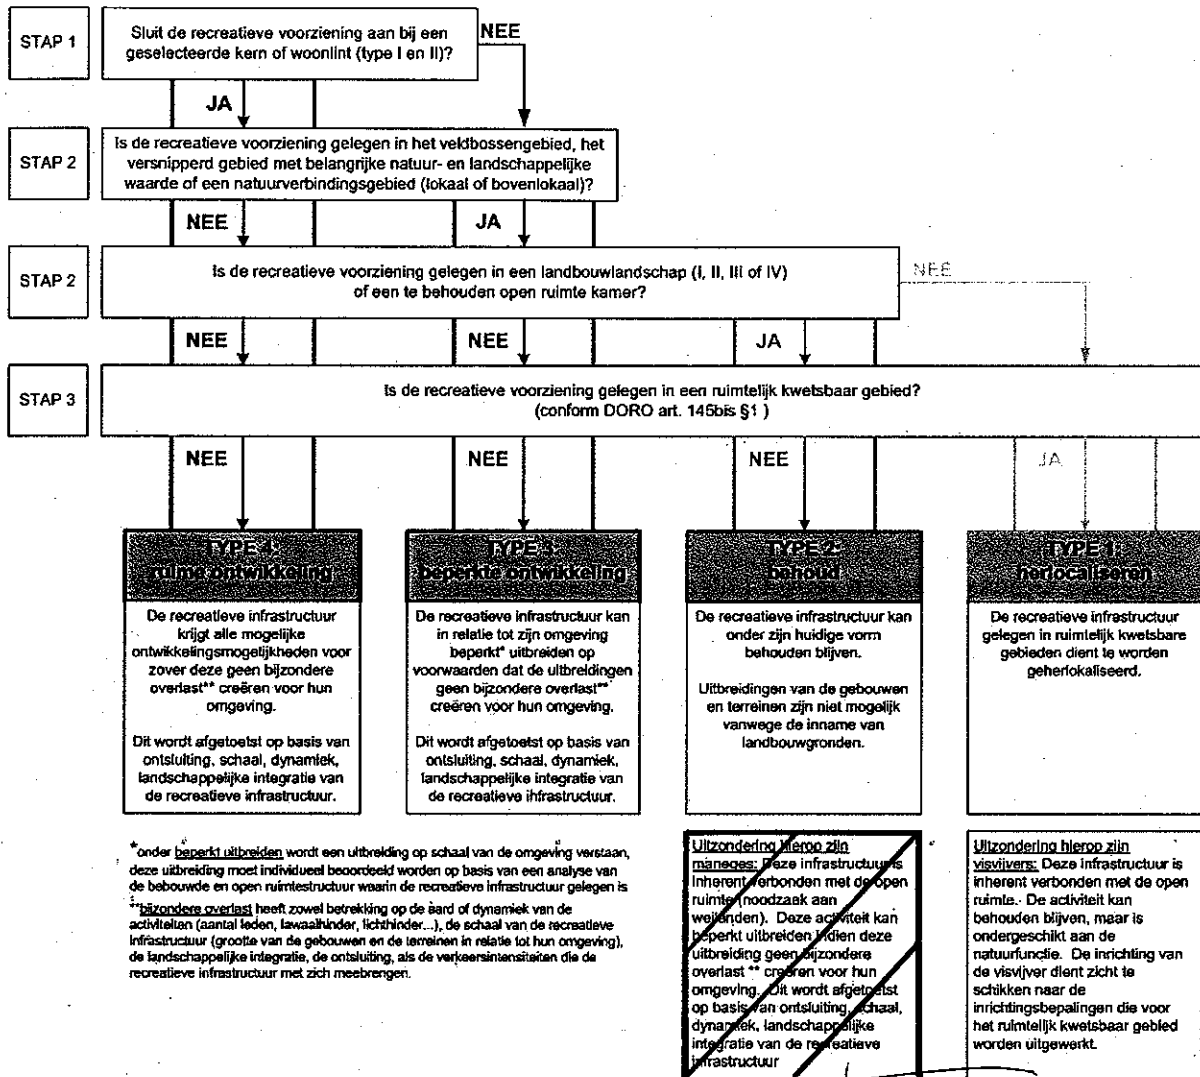 STAP 1
Sluit de recreatieve voorziening aan bij een
geselecteerde kern of woonlint (type I en II)?
NEE
JA
STAP 2
Is de recreatieve voorziening gelegen in het veldbossengebied, het
versnipperd gebied met belangrijke natuur- en landschappelijke
waarde of een natuurverbindingsgebied (lokaal of bovenlokaal)?
NEE
JA
STAP 2
Is de recreatieve voorziening gelegen in een landbouwlandschap (I, II, III of IV)
of een te behouden open ruimte kamer?
NEE
NEE
NEE
JA
STAP 3
Is de recreatieve voorziening gelegen in een ruimtelijk kwetsbaar gebied?
(conform DORO art. 145bis §1 )
NEE
NEE
NEE
JA
TYPE 4:
ruime ontwikkeling
De recreatieve infrastructuur
krijgt alle mogelijke
ontwikkelingsmogelijkheden voor
zover deze geen bijzondere
overlast** creëren voor hun
omgeving.
Dit wordt afgetoetst op basis van
ontsluiting, schaal, dynamiek,
landschappelijke integratie van
de recreatieve infrastructuur.
TYPE 3:
beperkte ontwikkeling
De recreatieve infrastructuur kan
in relatie tot zijn omgeving
beperkt* uitbreiden op
voorwaarden dat de uitbreidingen
geen bijzondere overlast**
creëren voor hun omgeving.
Dit wordt afgetoetst op basis van
ontsluiting, schaal, dynamiek,
landschappelijke integratie van
de recreatieve infrastructuur.
TYPE 2:
behoud
De recreatieve infrastructuur kan
onder zijn huidige vorm
behouden blijven.
Uitbreidingen van de gebouwen
en terreinen zijn niet mogelijk
vanwege de inname van
landbouwgronden.
TYPE 1:
herlocaliseren
De recreatieve infrastructuur
gelegen in ruimtelijk kwetsbare
gebieden dient te worden
geherlokaliseerd.
*onder beperkt uitbreiden wordt een uitbreiding op schaal van de omgeving verstaan,
deze uitbreiding moet individueel beoordeeld worden op basis van een analyse van
de bebouwde en open ruimtestructuur waarin de recreatieve infrastructuur gelegen is
**bijzondere overlast heeft zowel betrekking op de aard of dynamiek van de
activiteiten (aantal leden, lawaaihinder, lichthinder...), de schaal van de recreatieve
infrastructuur (grootte van de gebouwen en de terreinen in relatie tot hun omgeving),
de landschappelijke integratie, de ontsluiting, als de verkeersintensiteiten die de
recreatieve infrastructuur met zich meebrengen.
Uitzondering hierop zijn
maneges: Deze infrastructuur is
inherent verbonden met de open
ruimte (noodzaak aan
weilanden). Deze activiteit kan
beperkt uitbreiden indien deze
uitbreiding geen bijzondere
overlast ** creëren voor hun
omgeving. Dit wordt afgetoetst
op basis van ontsluiting, schaal,
dynamiek, landschappelijke
integratie van de recreatieve
infrastructuur
Uitzondering hierop zijn
visvijvers: Deze infrastructuur is
inherent verbonden met de open
ruimte. De activiteit kan
behouden blijven, maar is
ondergeschikt aan de
natuurfunctie. De inrichting van
de visvijver dient zicht te
schikken naar de
inrichtingsbepalingen die voor
het ruimtelijk kwetsbaar gebied
worden uitgewerkt.